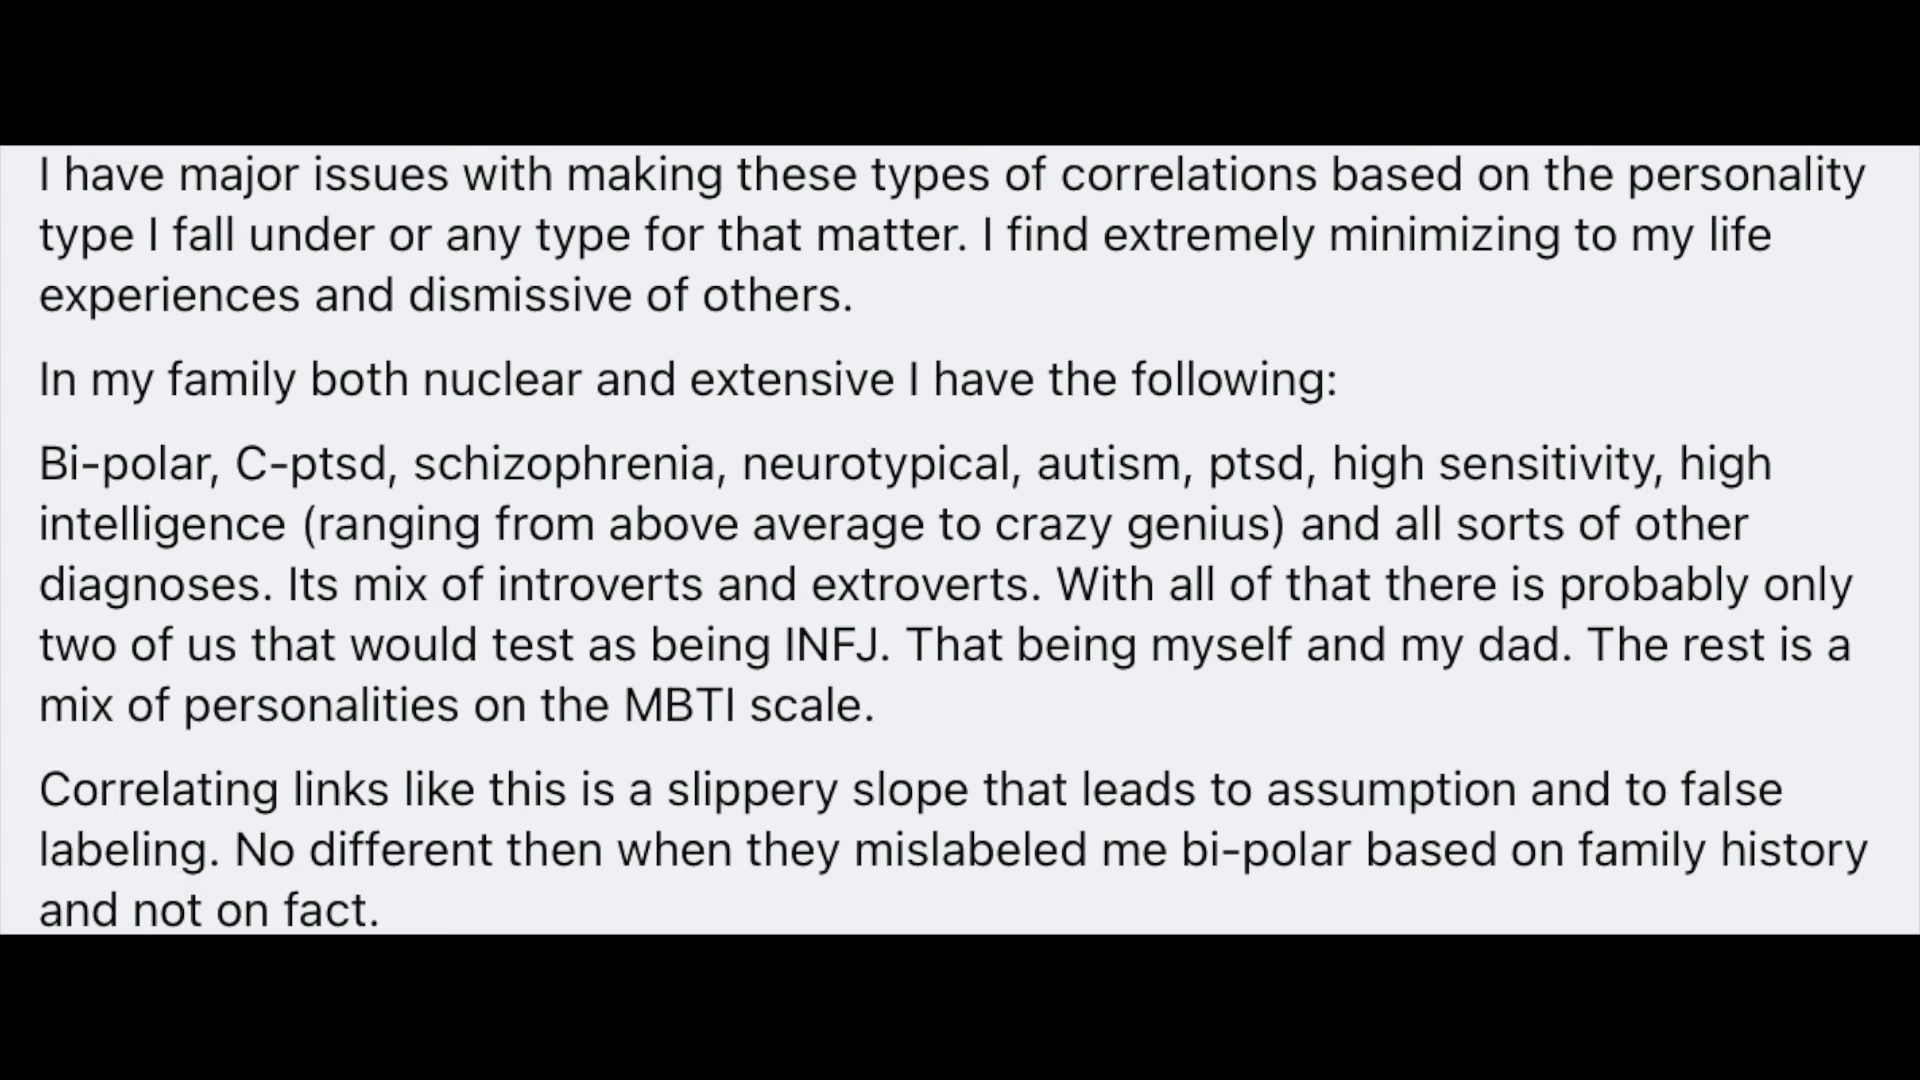 I have major issues with making these types of correlations based on the personality
type I fall under or any type for that matter. I find extremely minimizing to my life
experiences and dismissive of others.
In my family both nuclear and extensive I have the following:
Bi-polar, C-ptsd, schizophrenia, neurotypical, autism, ptsd, high sensitivity, high
intelligence (ranging from above average to crazy genius) and all sorts of other
diagnoses. Its mix of introverts and extroverts. With all of that there is probably only
two of us that would test as being INFJ. That being myself and my dad. The rest is a
mix of personalities on the MBTI scale.
Correlating links like this is a slippery slope that leads to assumption and to false
labeling. No different then when they mislabeled me bi-polar based on family history
and not on fact.